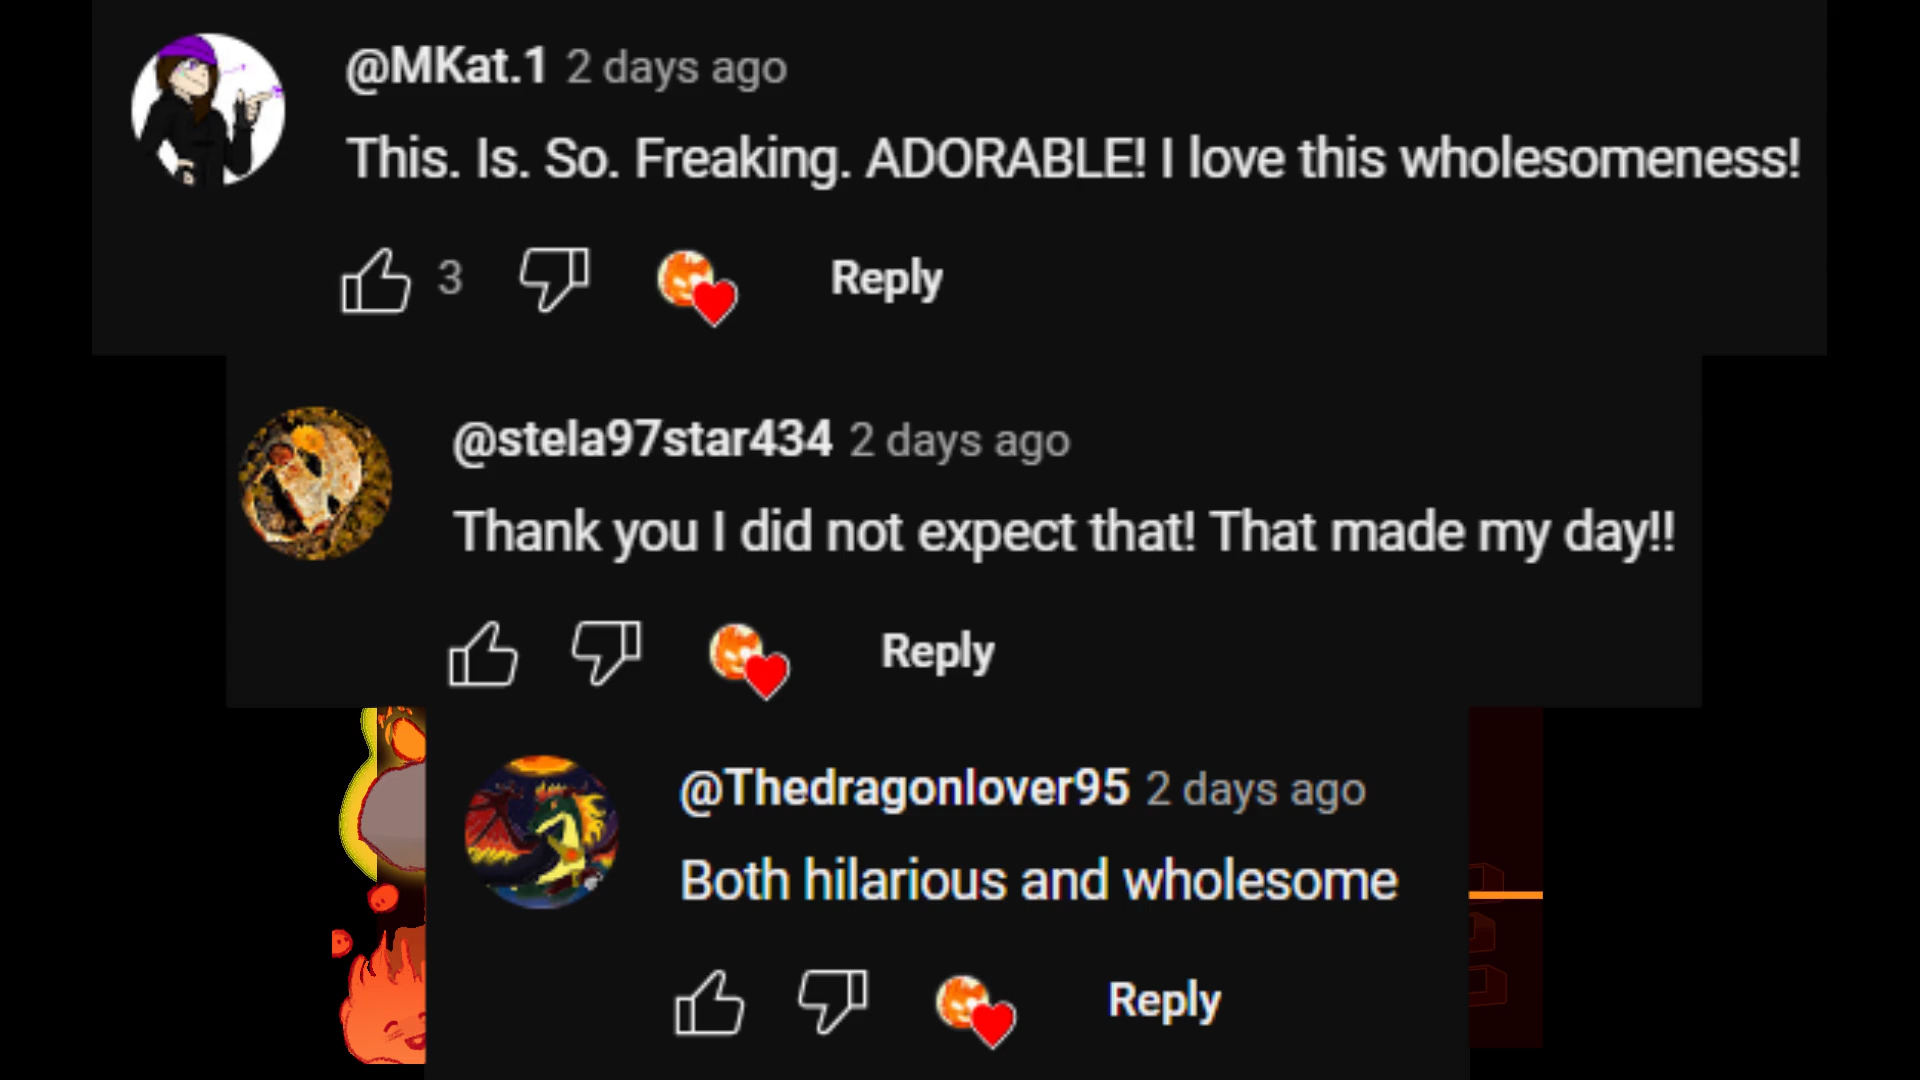 @MKat.1 2 days ago
This. Is. So. Freaking. ADORABLE! I love this wholesomeness!
3 Reply
@stela97star434 2 days ago
Thank you I did not expect that! That made my day!!
Reply
@Thedragonlover95 2 days ago
Both hilarious and wholesome
Reply